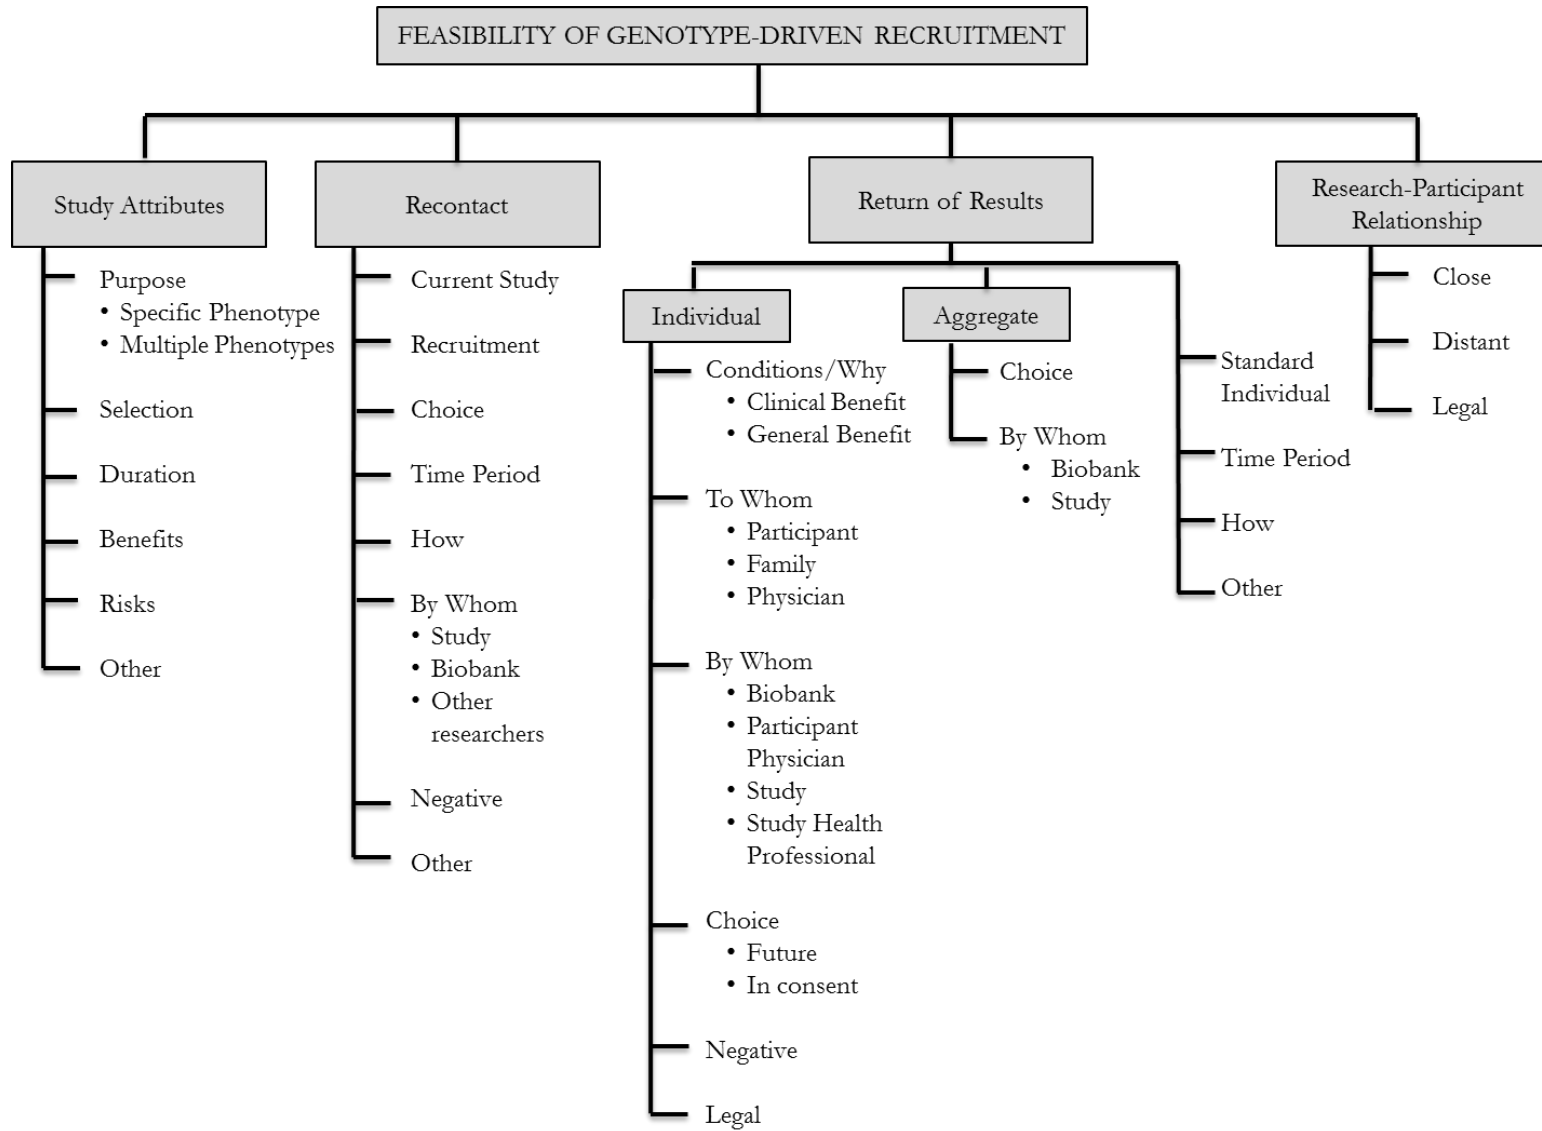 FEASIBILITY OF GENOTYPE-DRIVEN RECRUITMENT
Study Attributes
Purpose
• Specific Phenotype
• Multiple Phenotypes
Selection
Duration
Benefits
Risks
Other
Recontact
Current Study
Recruitment
Choice
Time Period
How
By Whom
• Study
• Biobank
• Other
researchers
Negative
Other
Return of Results
Individual
Conditions/Why
• Clinical Benefit
• General Benefit
To Whom
• Participant
• Family
• Physician
By Whom
• Biobank
• Participant
Physician
• Study
• Study Health
Professional
Choice
• Future
• In consent
Negative
Legal
Aggregate
Choice
By Whom
• Biobank
• Study
Standard
Individual
Time Period
How
Other
Research-Participant
Relationship
Close
Distant
Legal